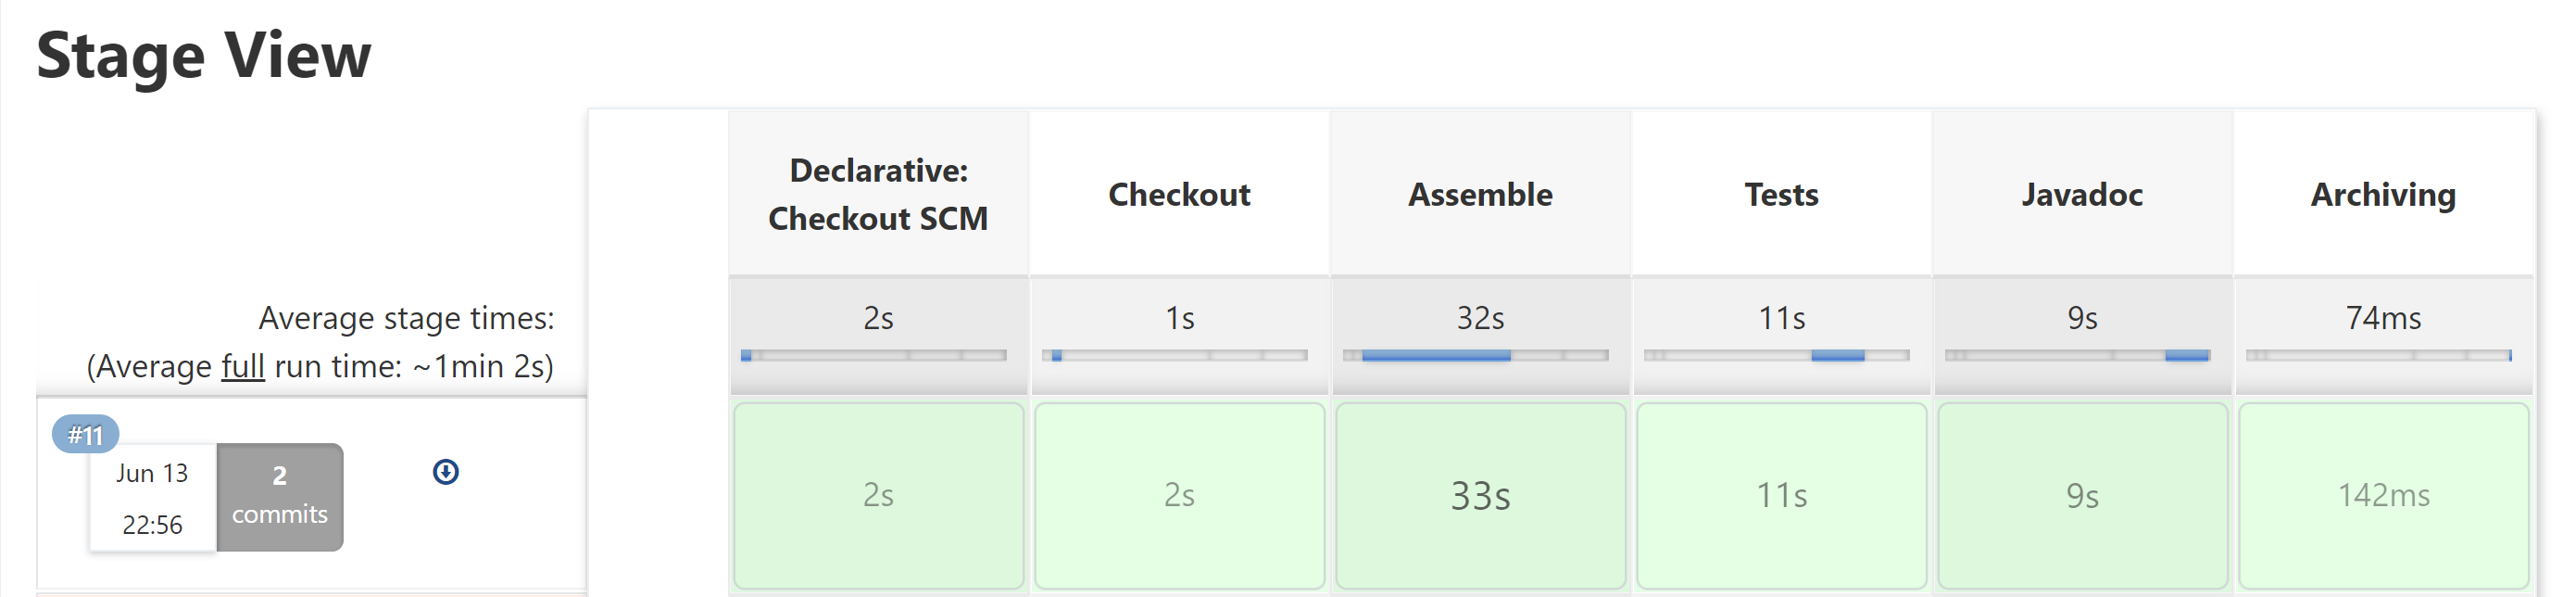 Stage View
Declarative:
Checkout SCM
Checkout
Assemble
Tests
Javadoc
Archiving
Average stage times:
(Average full run time: ~1min 2s)
2s
1s
32s
11s
9s
74ms
#11
Jun 13
22:56
2
commits
2s
2s
33s
11s
9s
142ms